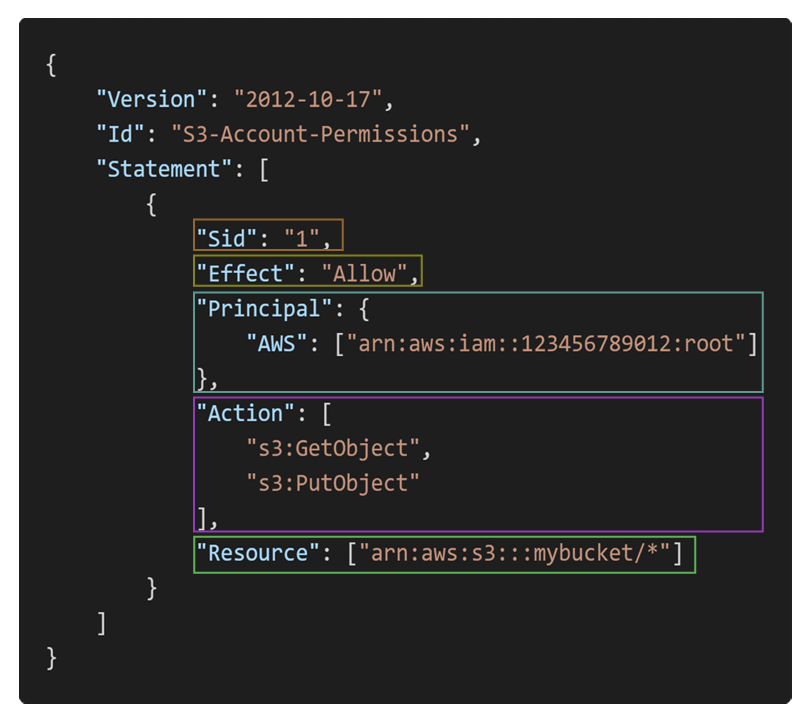 {
    "Version": "2012-10-17",
    "Id": "S3-Account-Permissions",
    "Statement": [
        {
            "Sid": "1",
            "Effect": "Allow",
            "Principal": {
                "AWS": ["arn:aws:iam::123456789012:root"]
            },
            "Action": [
                "s3:GetObject",
                "s3:PutObject"
            ],
            "Resource": ["arn:aws:s3:::mybucket/*"]
        }
    ]
}